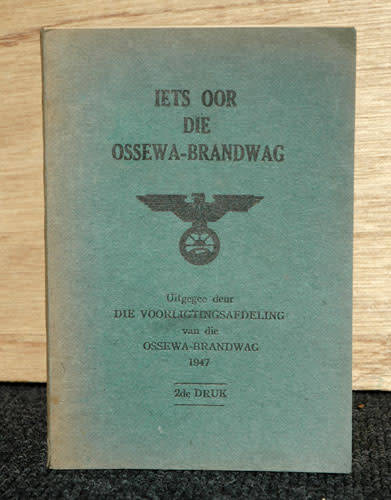 IETS OOR
DIE
OSSEWA-BRANDWAG
Uitgegee deur
DIE VOORLIGTINGSAFDELING
van die
OSSEWA-BRANDWAG
1947
2de DRUK